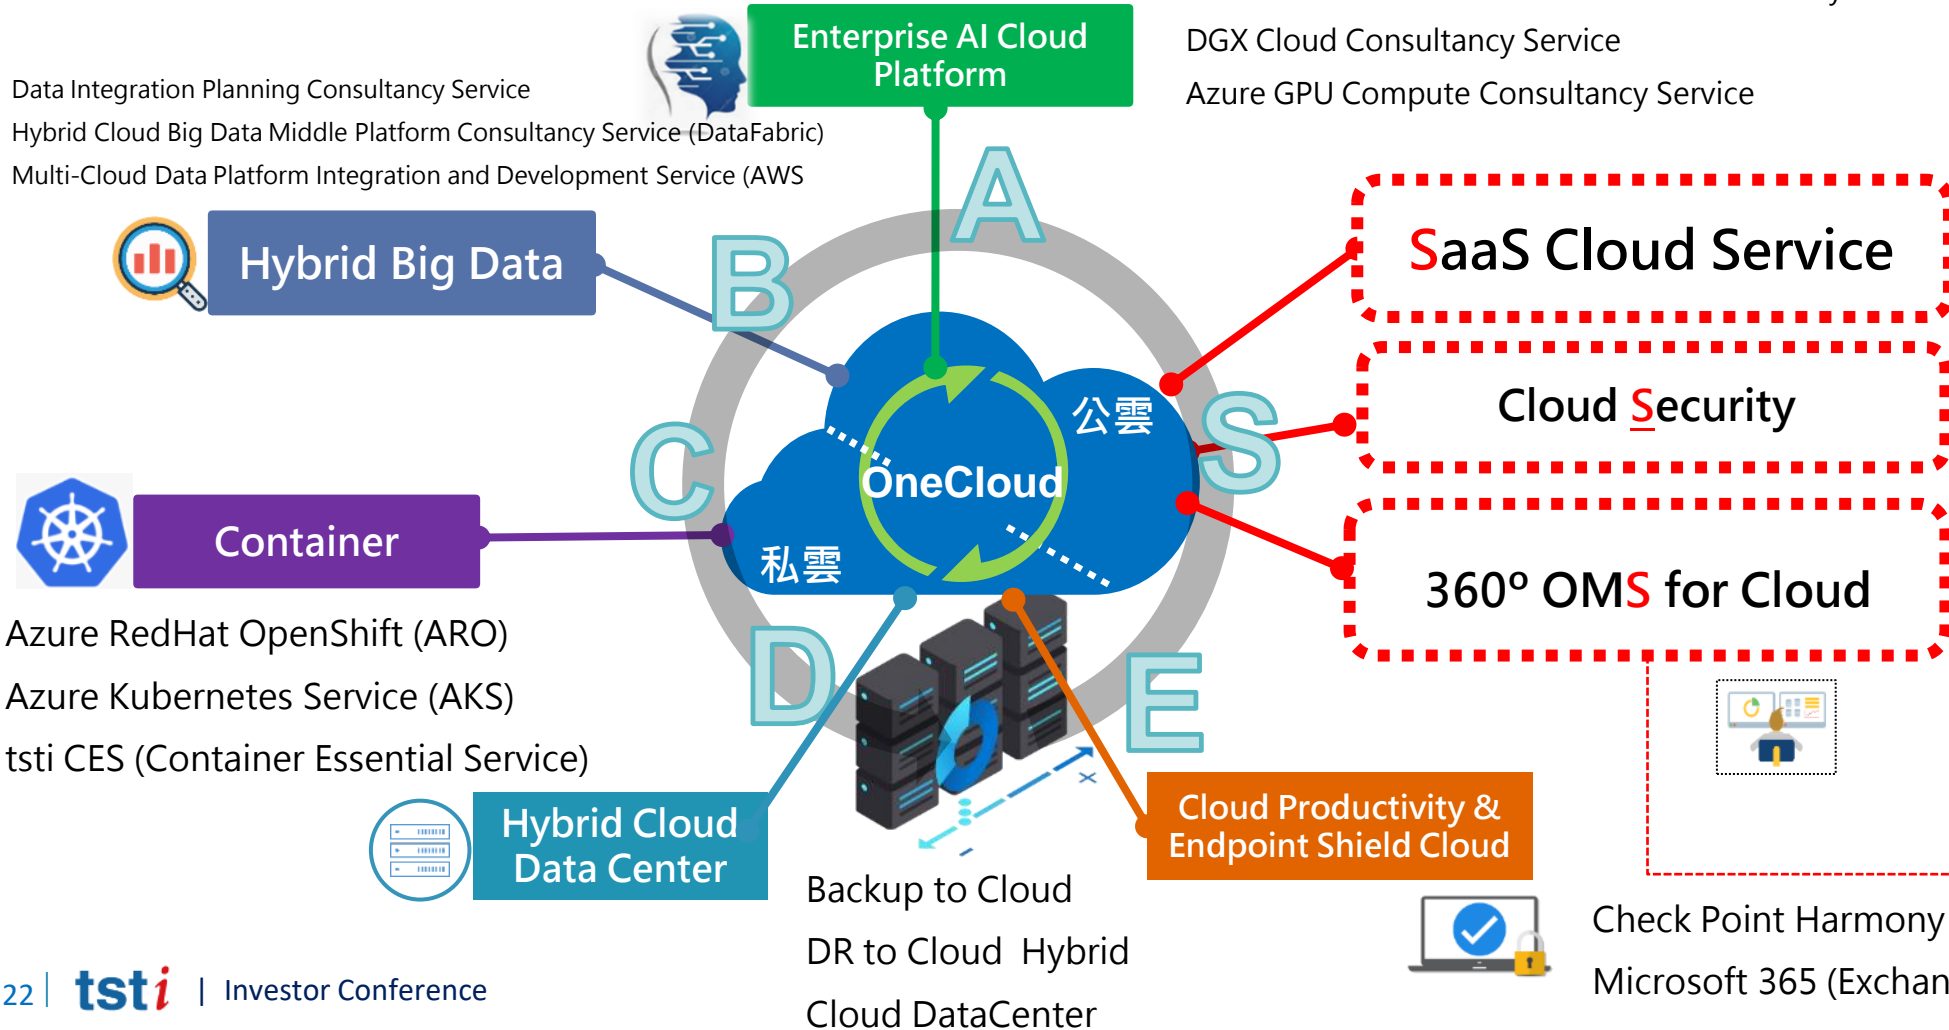 Enterprise AI Cloud
Platform
DGX Cloud Consultancy Service
Azure GPU Compute Consultancy Service
Data Integration Planning Consultancy Service
Hybrid Cloud Big Data Middle Platform Consultancy Service (DataFabric)
Multi-Cloud Data Platform Integration and Development Service (AWS
A
B
Hybrid Big Data
SaaS Cloud Service
Cloud Security
360º OMS for Cloud
公雲
S
C
OneCloud
私雲
Container
Azure RedHat OpenShift (ARO)
Azure Kubernetes Service (AKS)
tsti CES (Container Essential Service)
D
E
Hybrid Cloud
Data Center
Cloud Productivity &
Endpoint Shield Cloud
Backup to Cloud
DR to Cloud Hybrid
Cloud DataCenter
Check Point Harmony
Microsoft 365 (Exchan
22 | tsti | Investor Conference